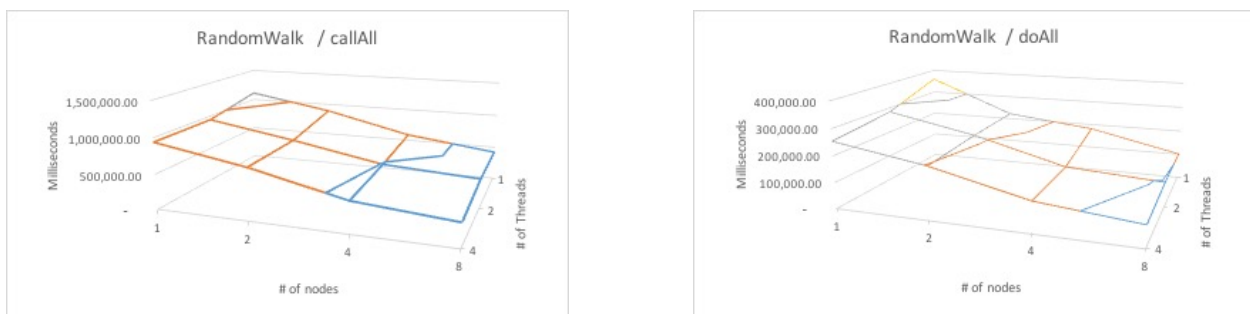 RandomWalk / callAll
1,500,000.00
1,000,000.00
500,000.00
-
Milliseconds
1
2
4
8
# of nodes
1
2
4
# of Threads
RandomWalk / doAll
400,000.00
300,000.00
200,000.00
100,000.00
-
Milliseconds
1
2
4
8
# of nodes
1
2
4
# of Threads